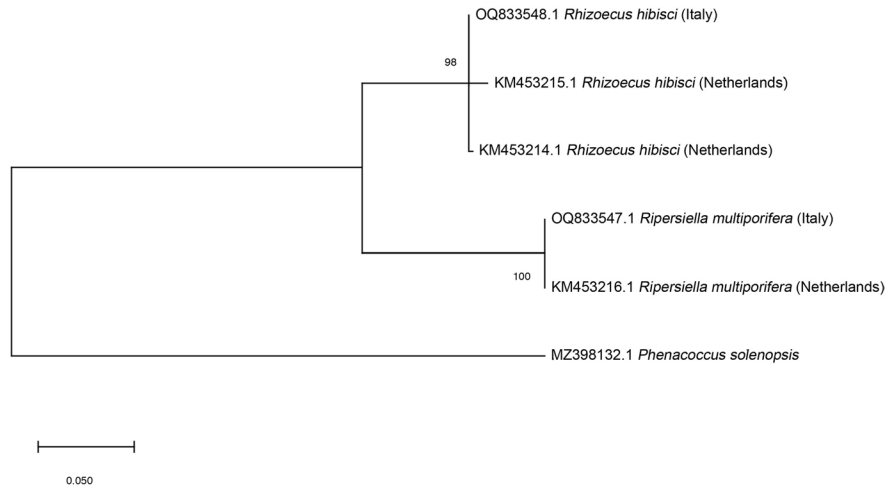 OQ833548.1 Rhizoecus hibisci (Italy)
98
KM453215.1 Rhizoecus hibisci (Netherlands)
KM453214.1 Rhizoecus hibisci (Netherlands)
OQ833547.1 Ripersiella multiporifera (Italy)
100
KM453216.1 Ripersiella multiporifera (Netherlands)
MZ398132.1 Phenacoccus solenopsis
0.050